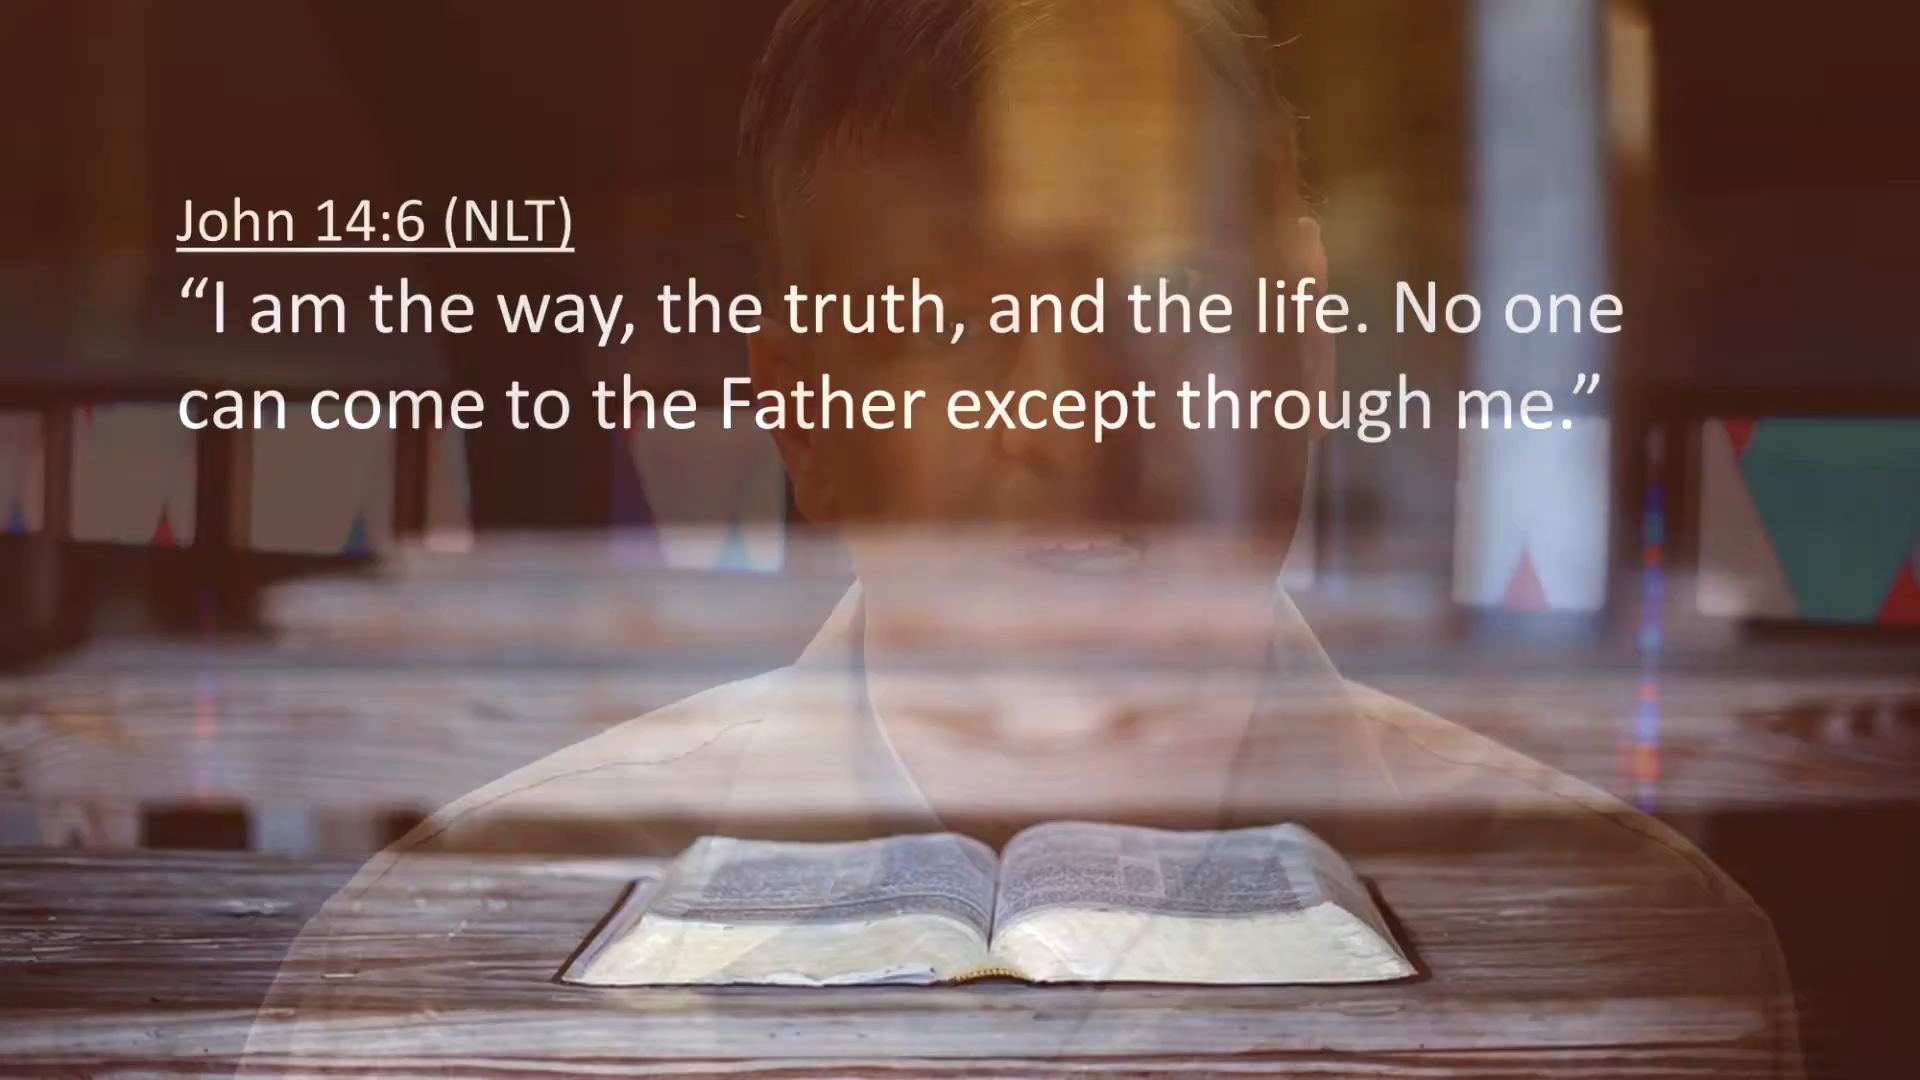 John 14:6 (NLT)
“I am the way, the truth, and the life. No one
can come to the Father except through me.”